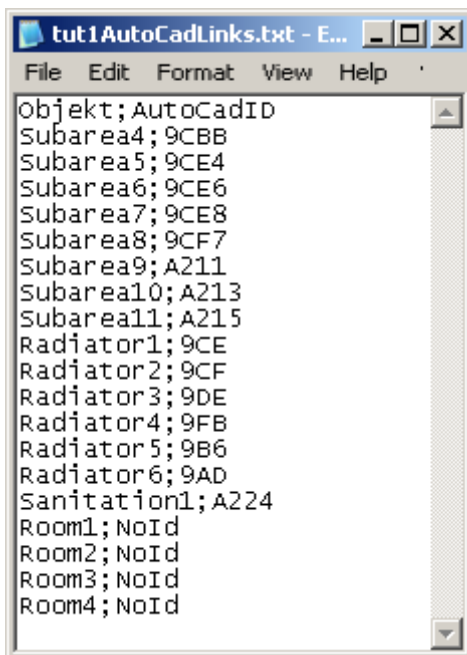 tut1AutoCadLinks.txt - E...
File Edit Format View Help
Objekt;AutoCadID
Subarea4;9CBB
Subarea5;9CE4
Subarea6;9CE6
Subarea7;9CE8
Subarea8;9CF7
Subarea9;A211
Subarea10;A213
Subarea11;A215
Radiator1;9CE
Radiator2;9CF
Radiator3;9DE
Radiator4;9FB
Radiator5;9B6
Radiator6;9AD
Sanitation1;A224
Room1;NoId
Room2;NoId
Room3;NoId
Room4;NoId